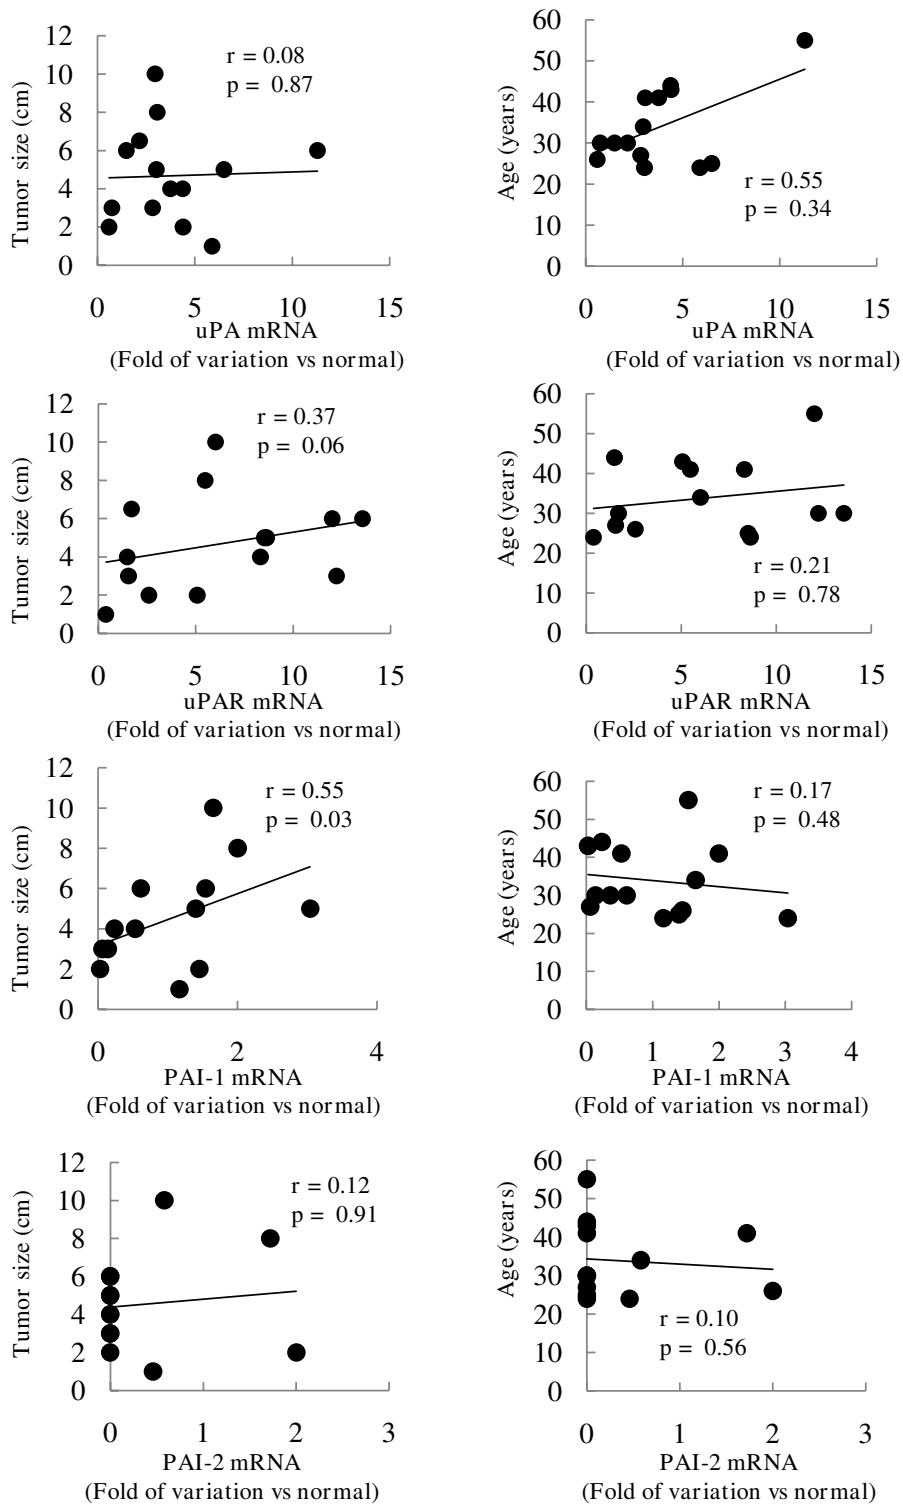 12
10
8
6
4
2
0
Tumor size (cm)
r = 0.08
p = 0.87
0 5 10 15
uPA mRNA
(Fold of variation vs normal)
60
50
40
30
20
10
0
Age (years)
r = 0.55
p = 0.34
0 5 10 15
uPA mRNA
(Fold of variation vs normal)
12
10
8
6
4
2
0
Tumor size (cm)
r = 0.37
p = 0.06
0 5 10 15
uPAR mRNA
(Fold of variation vs normal)
60
50
40
30
20
10
0
Age (years)
r = 0.21
p = 0.78
0 5 10 15
uPAR mRNA
(Fold of variation vs normal)
12
10
8
6
4
2
0
Tumor size (cm)
r = 0.55
p = 0.03
0 2 4
PAI-1 mRNA
(Fold of variation vs normal)
60
50
40
30
20
10
0
Age (years)
r = 0.17
p = 0.48
0 1 2 3 4
PAI-1 mRNA
(Fold of variation vs normal)
12
10
8
6
4
2
0
Tumor size (cm)
r = 0.12
p = 0.91
0 1 2 3
PAI-2 mRNA
(Fold of variation vs normal)
60
50
40
30
20
10
0
Age (years)
r = 0.10
p = 0.56
0 1 2 3
PAI-2 mRNA
(Fold of variation vs normal)